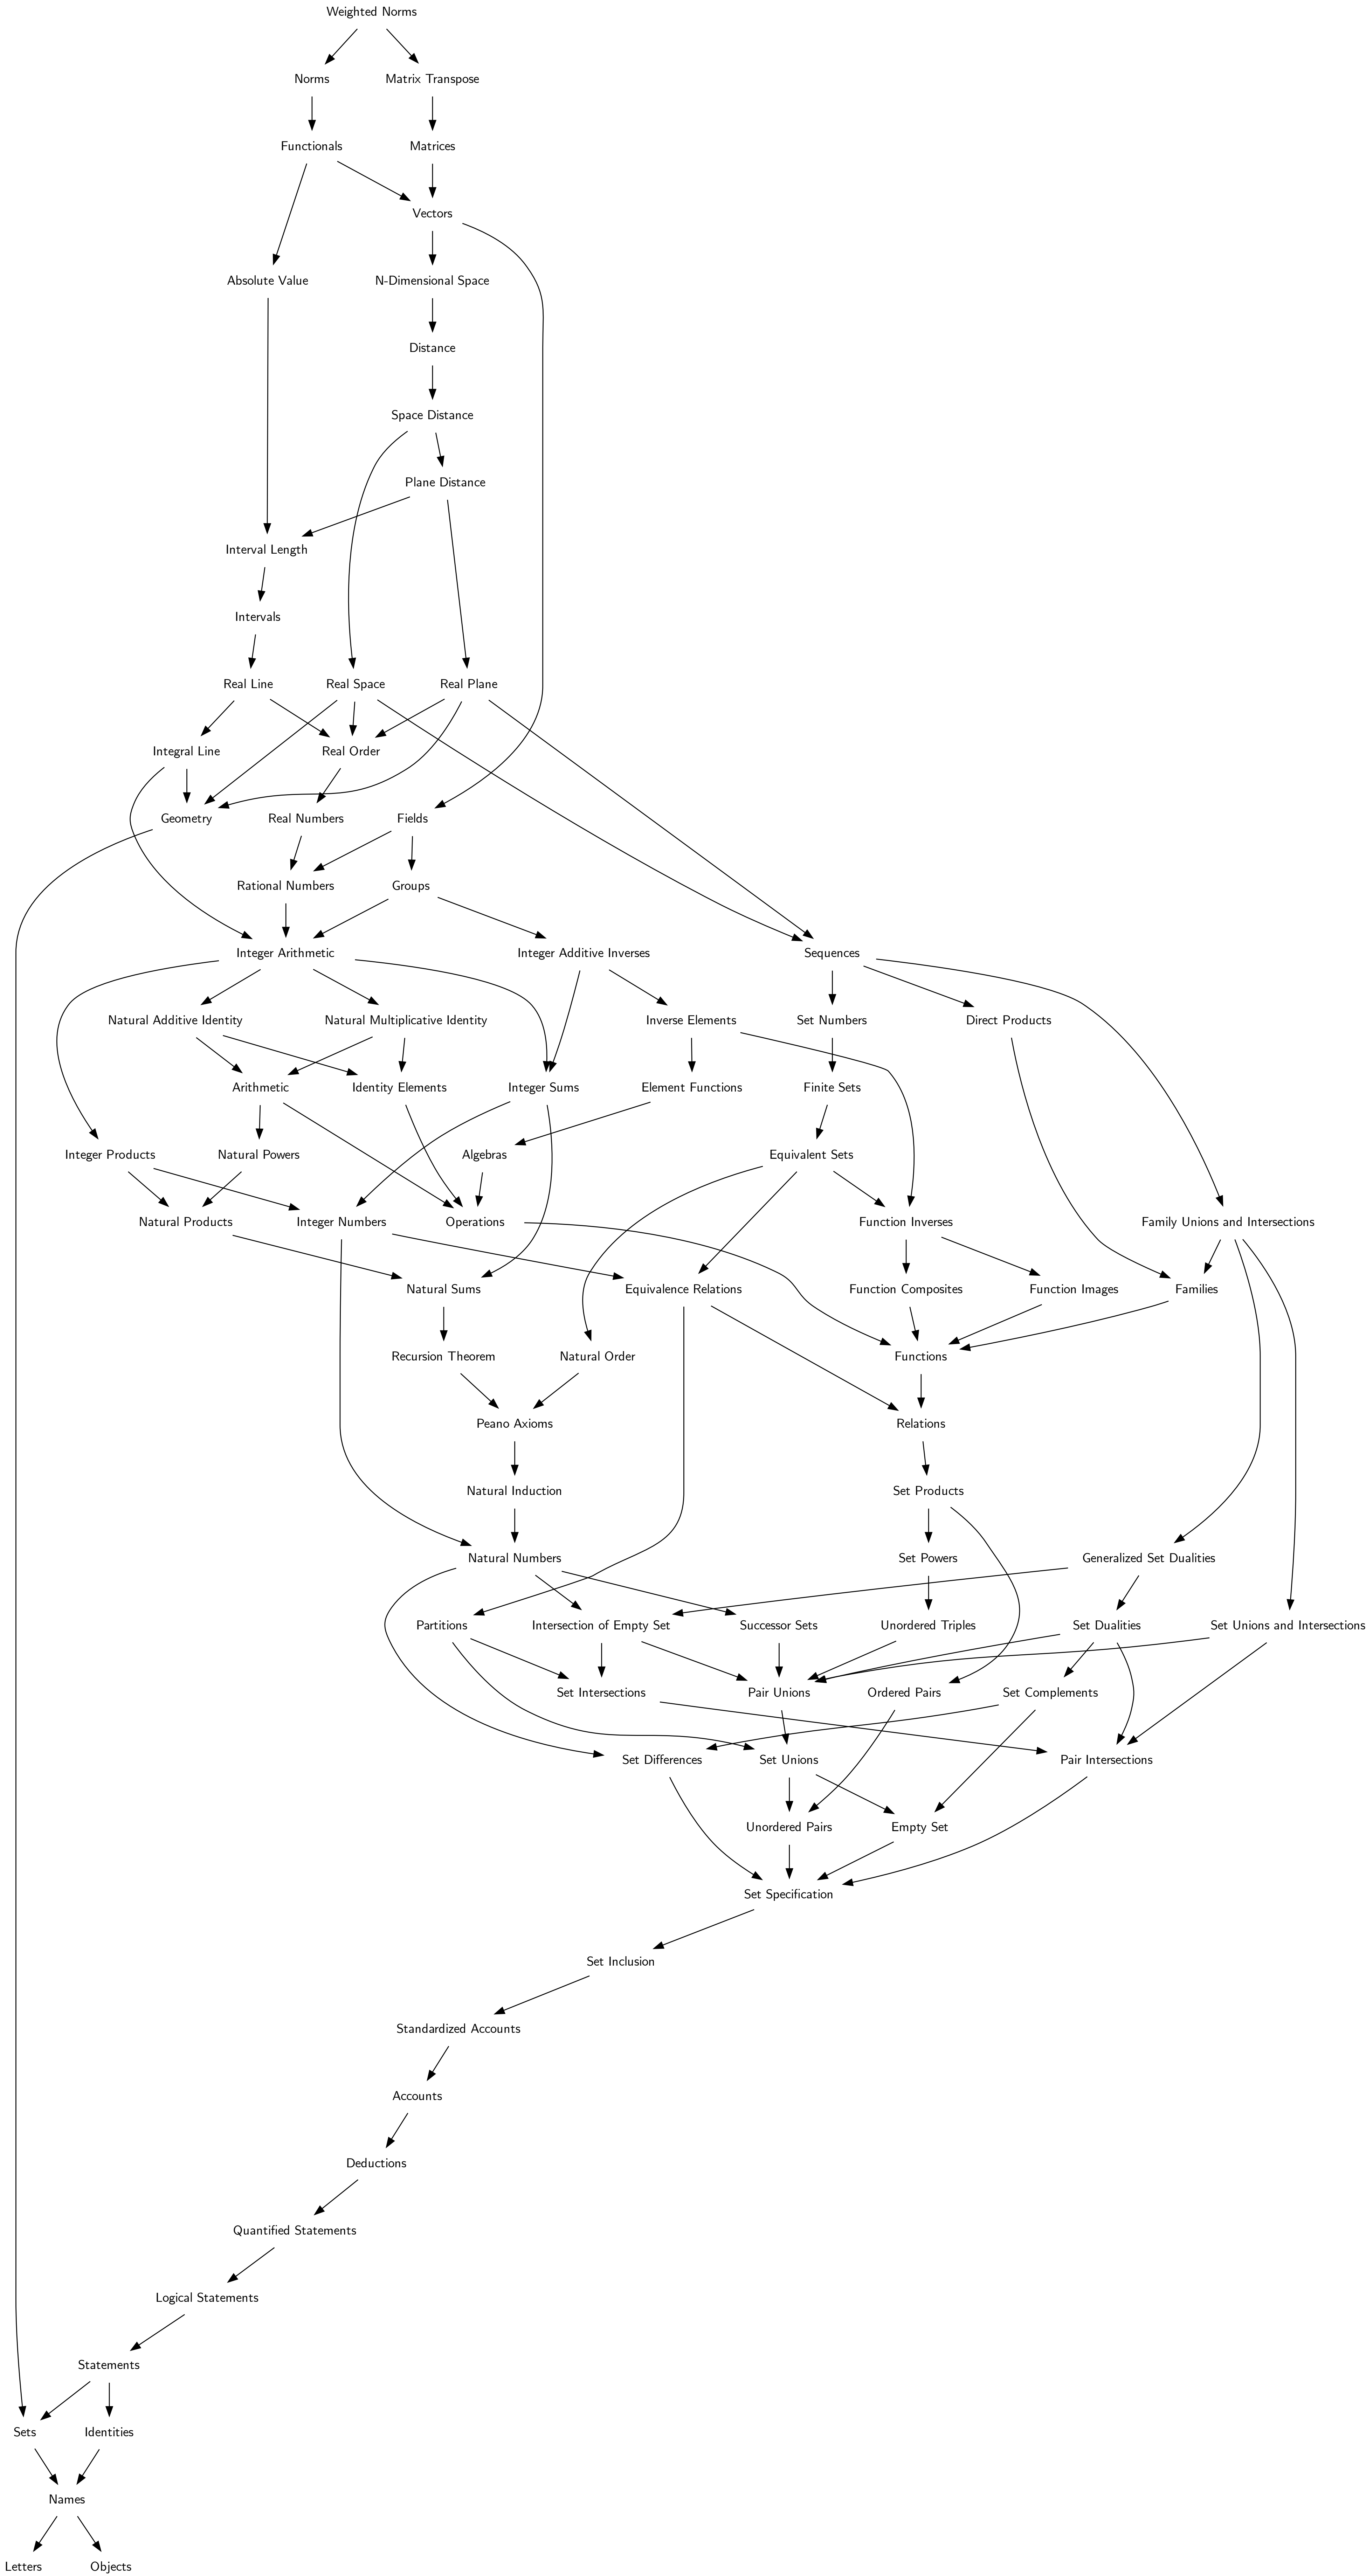 Weighted Norms
Norms
Matrix Transpose
Functionals
Matrices
Vectors
Absolute Value
N-Dimensional Space
Distance
Space Distance
Plane Distance
Interval Length
Intervals
Real Line
Real Space
Real Plane
Integral Line
Real Order
Geometry
Real Numbers
Fields
Rational Numbers
Groups
Integer Arithmetic
Integer Additive Inverses
Sequences
Natural Additive Identity
Natural Multiplicative Identity
Inverse Elements
Set Numbers
Direct Products
Arithmetic
Identity Elements
Integer Sums
Element Functions
Finite Sets
Integer Products
Natural Powers
Algebras
Equivalent Sets
Natural Products
Integer Numbers
Operations
Function Inverses
Family Unions and Intersections
Natural Sums
Equivalence Relations
Function Composites
Function Images
Families
Recursion Theorem
Natural Order
Functions
Peano Axioms
Relations
Natural Induction
Set Products
Natural Numbers
Set Powers
Generalized Set Dualities
Partitions
Intersection of Empty Set
Successor Sets
Unordered Triples
Set Dualities
Set Unions and Intersections
Set Intersections
Pair Unions
Ordered Pairs
Set Complements
Set Differences
Set Unions
Pair Intersections
Unordered Pairs
Empty Set
Set Specification
Set Inclusion
Standardized Accounts
Accounts
Deductions
Quantified Statements
Logical Statements
Statements
Sets
Identities
Names
Letters
Objects